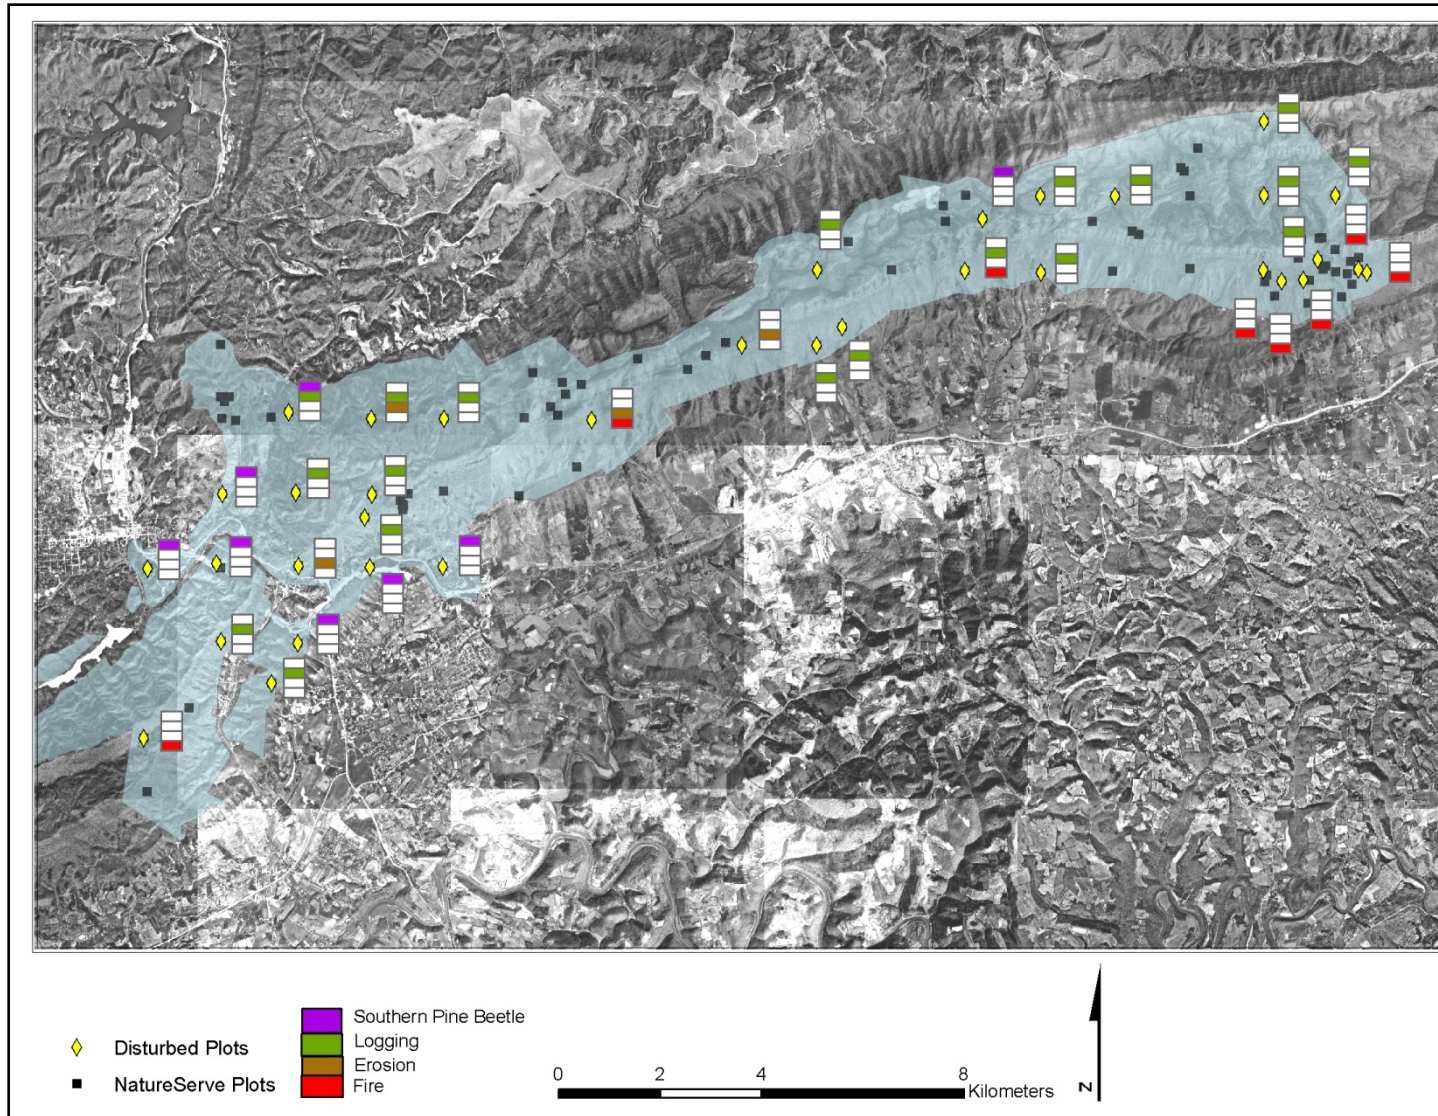 Disturbed Plots
NatureServe Plots
Southern Pine Beetle
Logging
Erosion
Fire
0 2 4 8
Kilometers
N